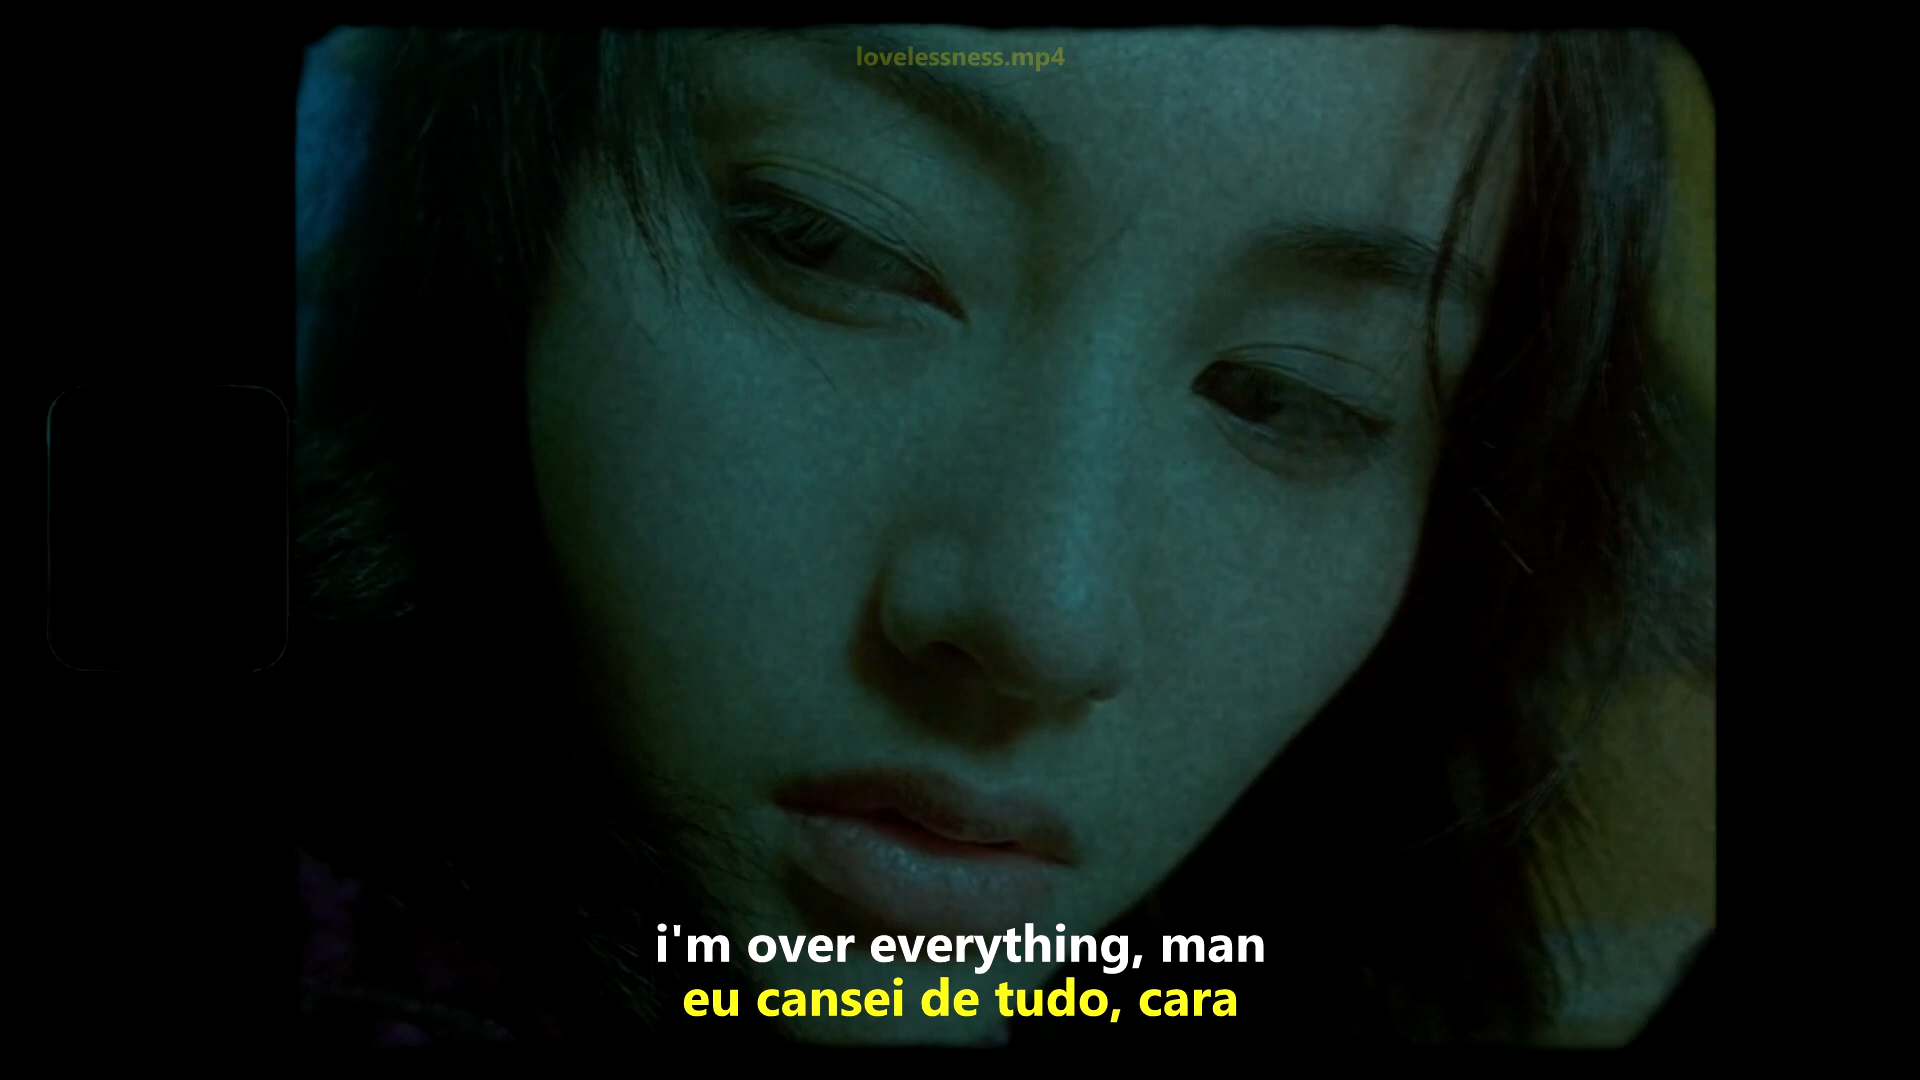 lovelessness.mp4
i'm over everything, man
eu cansei de tudo, cara